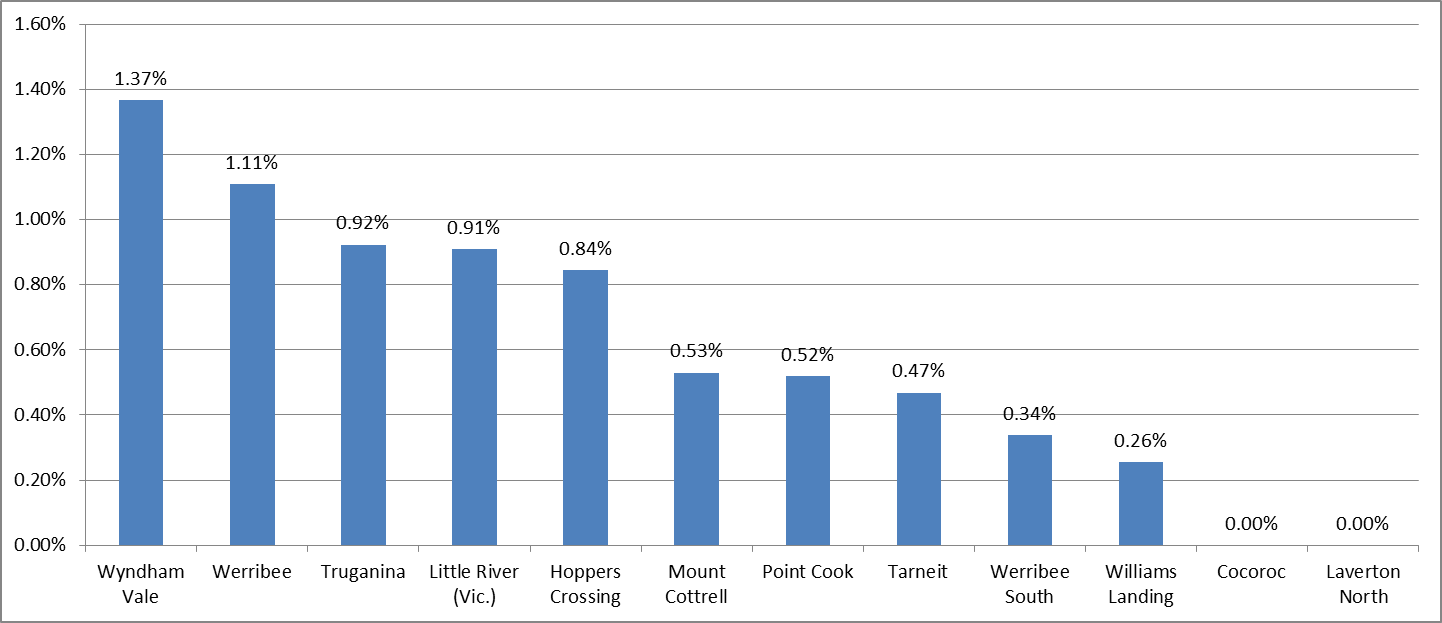 1.60%
1.40%
1.20%
1.00%
0.80%
0.60%
0.40%
0.20%
0.00%
1.37%
1.11%
0.92%
0.91%
0.84%
0.53%
0.52%
0.47%
0.34%
0.26%
0.00%
0.00%
Wyndham
Vale
Werribee
Truganina
Little River
(Vic.)
Hoppers
Crossing
Mount
Cottrell
Point Cook
Tarneit
Werribee
South
Williams
Landing
Cocoroc
Laverton
North